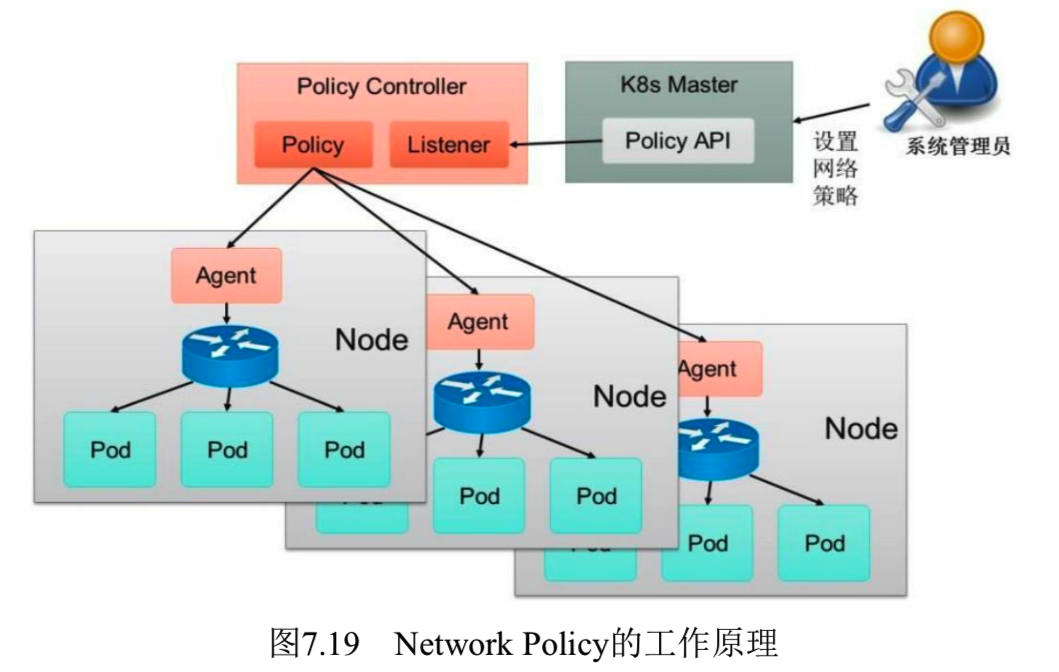 Policy Controller
Policy
Listener
K8s Master
Policy API
设置
网络
策略
系统管理员
Agent
Node
Pod
Pod
Pod
Agent
Node
Pod
Pod
Agent
Node
Pod
Pod
图7.19 Network Policy的工作原理